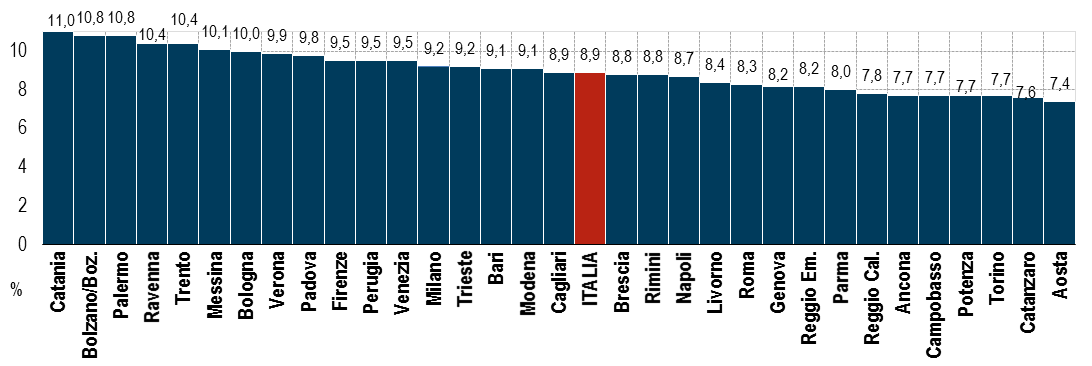 11,0 10,8 10,8 10,4 10,4 10,1 10,0 9,9 9,8 9,5 9,5 9,5 9,2 9,2 9,1 9,1 8,9 8,9 8,8 8,8 8,7 8,4 8,3 8,2 8,2 8,0 7,8 7,7 7,7 7,7 7,7 7,6 7,4
10
8
6
4
2
0
%
Catania
Bolzano/Boz.
Palermo
Ravenna
Trento
Messina
Bologna
Verona
Padova
Firenze
Perugia
Venezia
Milano
Trieste
Bari
Modena
Cagliari
ITALIA
Brescia
Rimini
Napoli
Livorno
Roma
Genova
Reggio Em.
Parma
Reggio Cal.
Ancona
Campobasso
Potenza
Torino
Catanzaro
Aosta